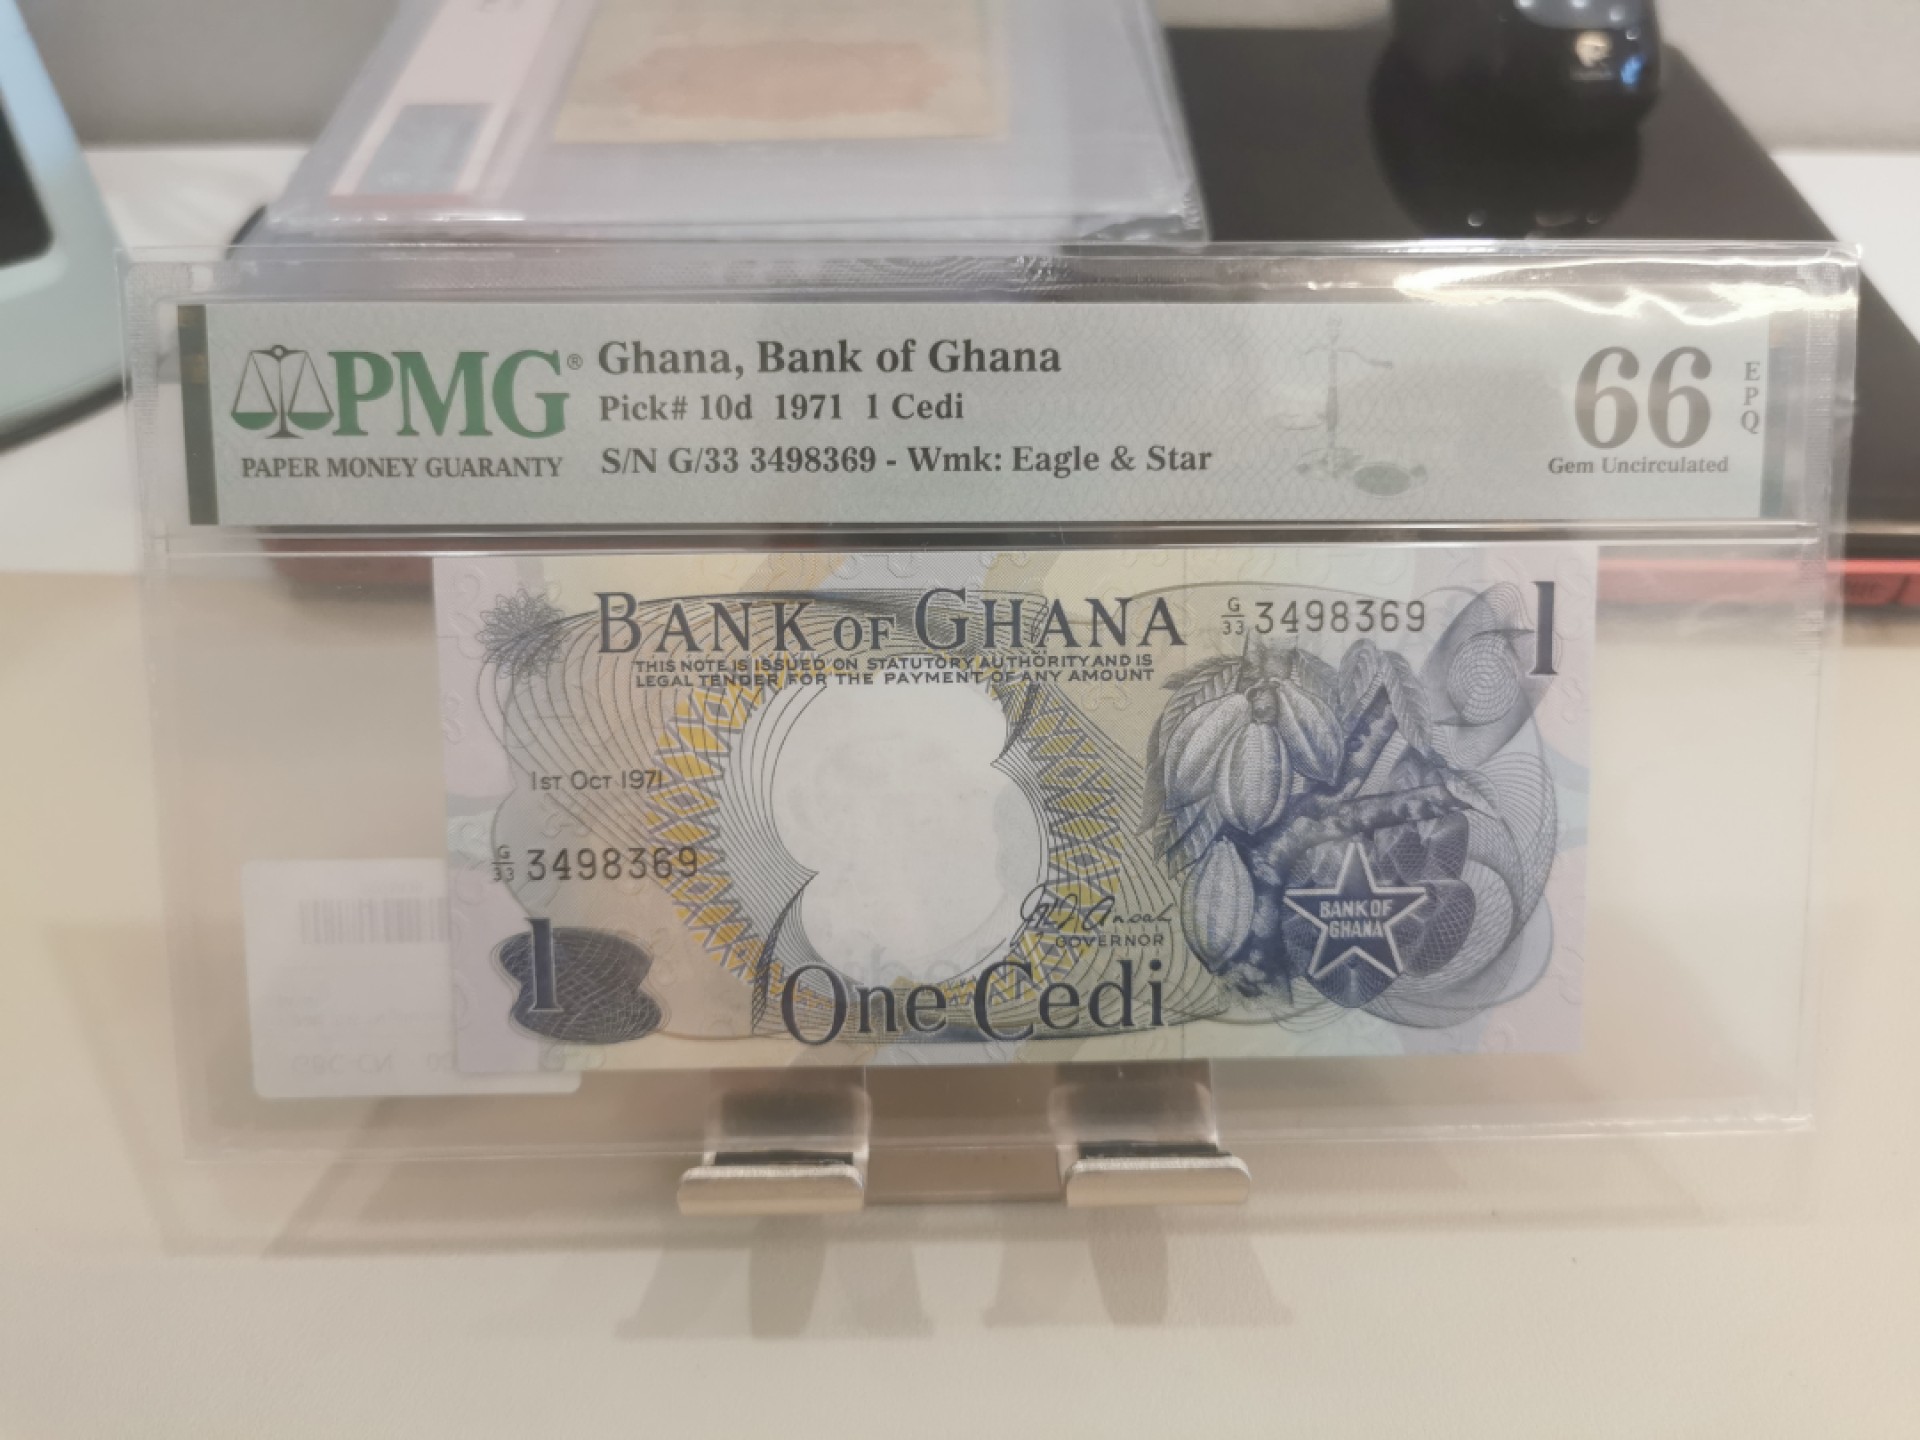 PMG®
PAPER MONEY GUARANTY
Ghana, Bank of Ghana
Pick# 10d 1971 1 Cedi
S/N G/33 3498369 - Wmk: Eagle & Star
66
EPQ
Gem Uncirculated
BANK OF GHANA
G/33 3498369
1
THIS NOTE IS ISSUED ON STATUTORY AUTHORITY AND IS
LEGAL TENDER FOR THE PAYMENT OF ANY AMOUNT
1ST OCT 1971
G/33 3498369
GOVERNOR
BANK OF
GHANA
1
One Cedi